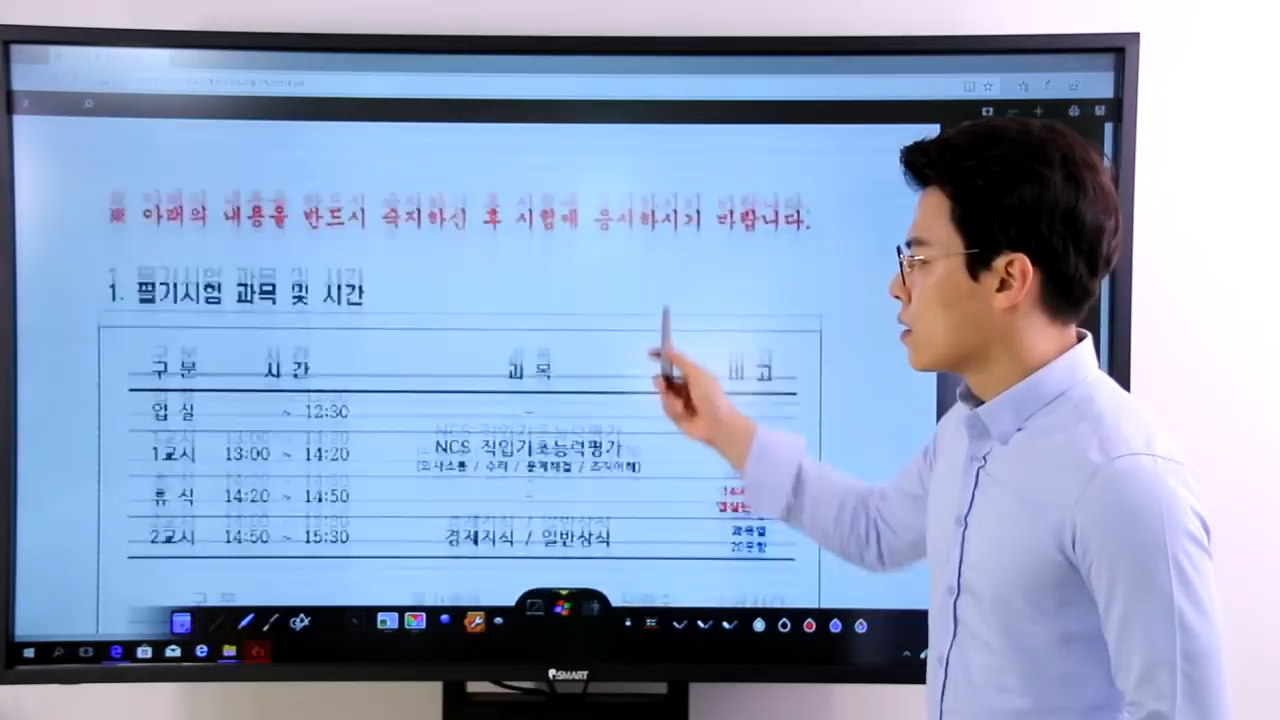 ※ 아래의 내용을 반드시 숙지하신 후 시험에 응시하시기 바랍니다.
1. 필기시험 과목 및 시간
구 분 시 간 과 목 비 고
입 실 ~ 12:30 -
1교시 13:00 ~ 14:20 NCS 직업기초능력평가
(의사소통 / 수리 / 문제해결 / 조직이해)
휴 식 14:20 ~ 14:50 -
2교시 14:50 ~ 15:30 경제지식 / 일반상식
과목별
20문항
구 분
SMART